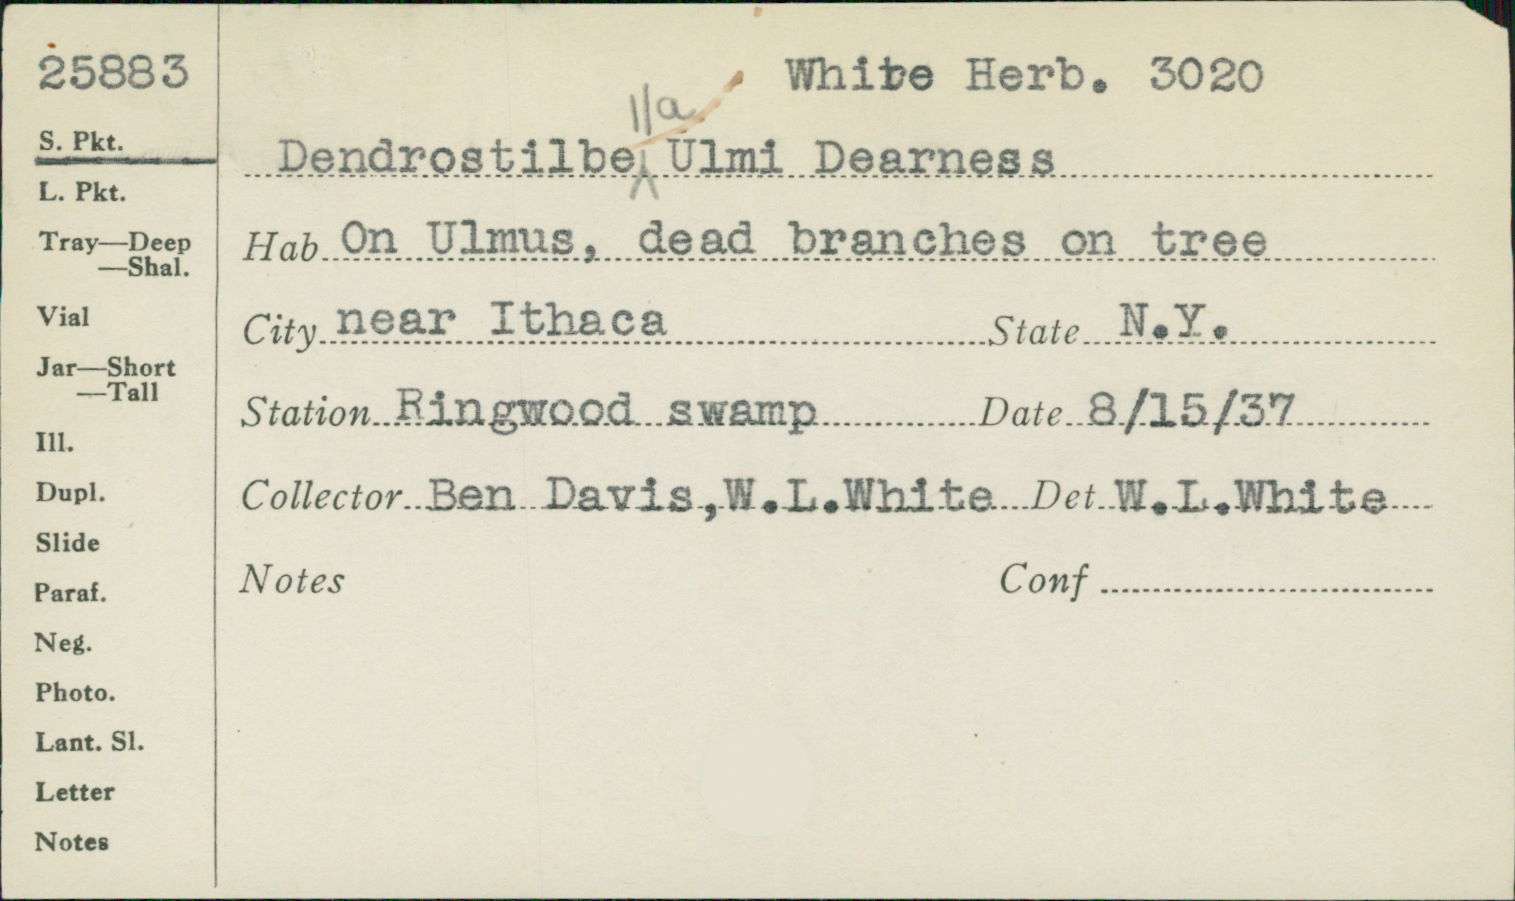 25883
White Herb. 3020
S. Pkt.
lla
Dendrostilbe Ulmi Dearness
L. Pkt.
Tray—Deep
—Shal.
Hab On Ulmus, dead branches on tree
Vial
City near Ithaca State N.Y.
Jar—Short
—Tall
Station Ringwood swamp Date 8/15/37
Ill.
Dupl.
Collector Ben Davis,W.L.White Det W.L.White
Slide
Paraf.
Notes Conf
Neg.
Photo.
Lant. Sl.
Letter
Notes